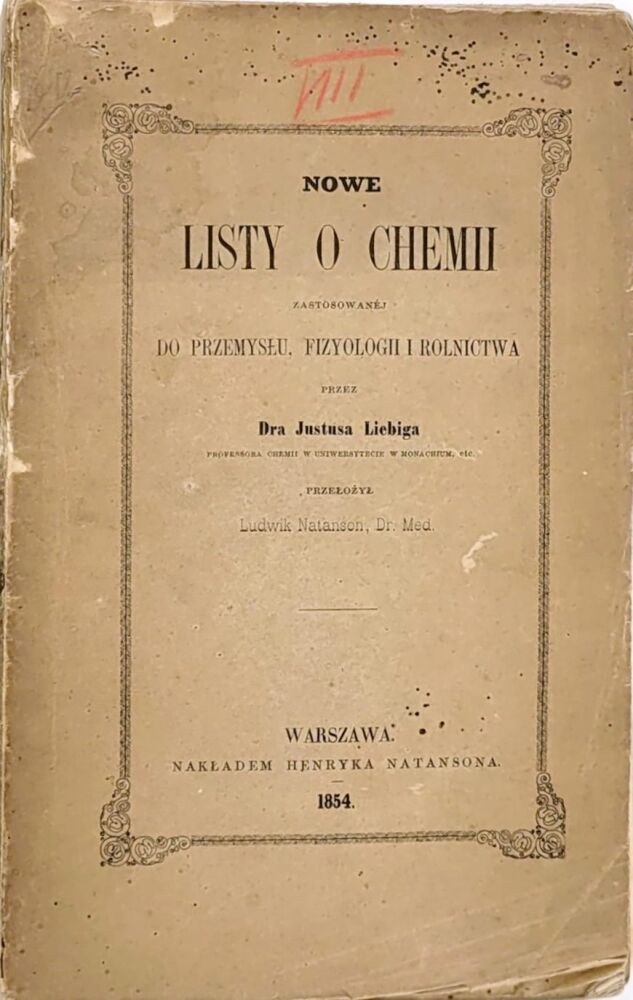 VIII
NOWE
LISTY O CHEMII
ZASTOSOWANÉJ
DO PRZEMYSŁU, FIZYOLOGII I ROLNICTWA
PRZEZ
Dra Justusa Liebiga
PROFESSORA CHEMII W UNIWERSYTECIE W MONACHIUM, etc.
PRZEŁOŻYŁ
Ludwik Natanson, Dr. Med.
WARSZAWA.
NAKŁADEM HENRYKA NATANSONA.
1854.